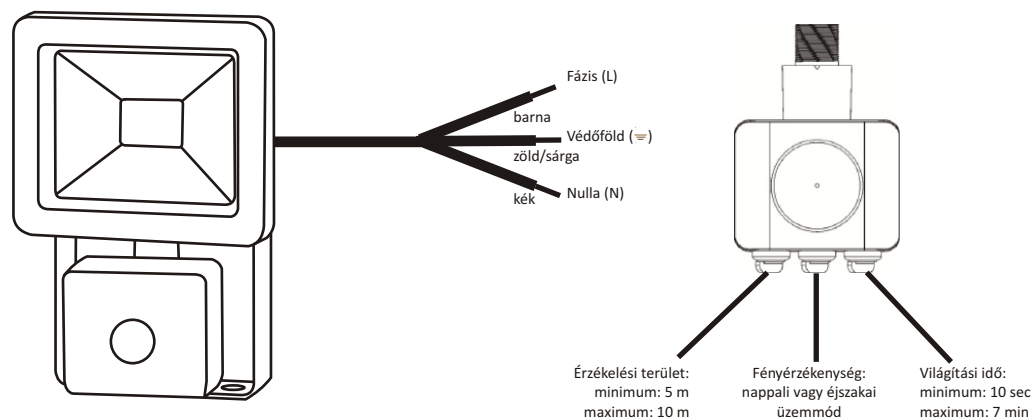 Fázis (L)
barna
Védőföld (⏚)
zöld/sárga
Nulla (N)
kék
Érzékelési terület:
minimum: 5 m
maximum: 10 m
Fényérzékenység:
nappali vagy éjszakai
üzemmód
Világítási idő:
minimum: 10 sec
maximum: 7 min